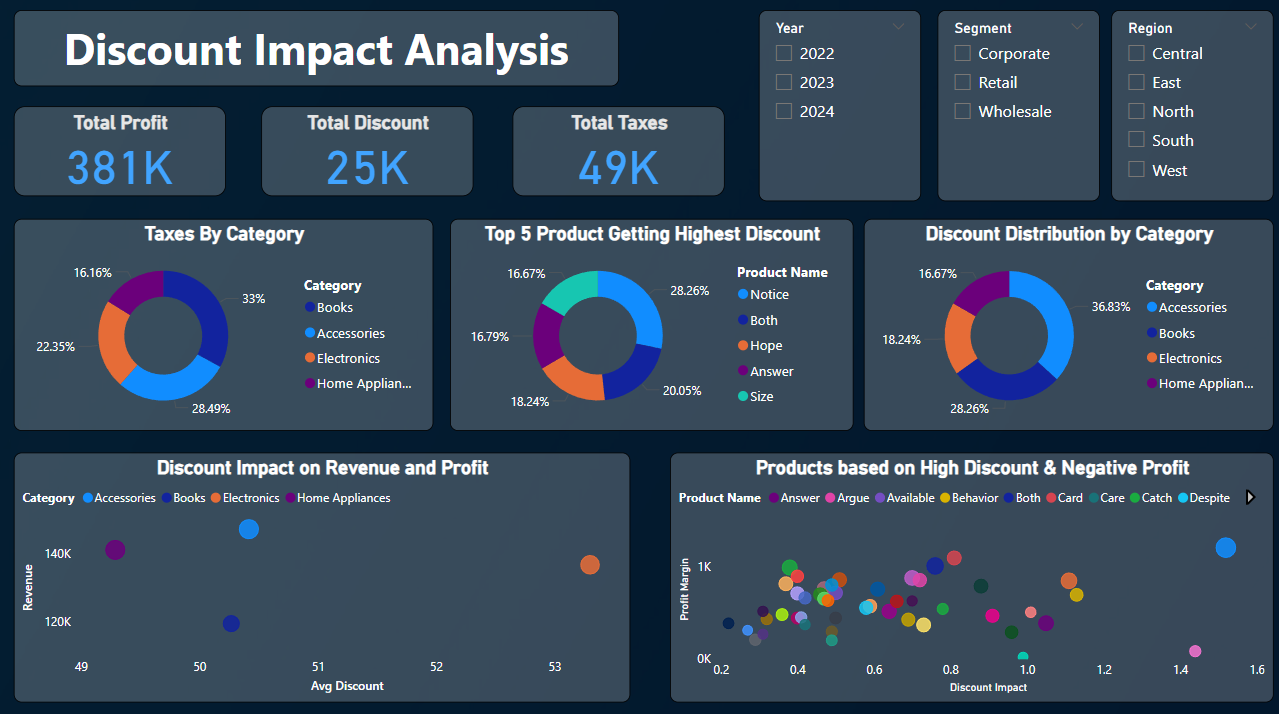 Discount Impact Analysis
Year
2022
2023
2024
Segment
Corporate
Retail
Wholesale
Region
Central
East
North
South
West
Total Profit
381K
Total Discount
25K
Total Taxes
49K
Taxes By Category
16.16%
33%
22.35%
28.49%
Category
Books
Accessories
Electronics
Home Applian...
Top 5 Product Getting Highest Discount
16.67%
28.26%
16.79%
18.24%
20.05%
Product Name
Notice
Both
Hope
Answer
Size
Discount Distribution by Category
16.67%
36.83%
18.24%
28.26%
Category
Accessories
Books
Electronics
Home Applian...
Discount Impact on Revenue and Profit
Category Accessories Books Electronics Home Appliances
Revenue
140K
120K
49 50 51 52 53
Avg Discount
Products based on High Discount & Negative Profit
Product Name Answer Argue Available Behavior Both Card Care Catch Despite
Profit Margin
1K
0K
0.2 0.4 0.6 0.8 1.0 1.2 1.4 1.6
Discount Impact